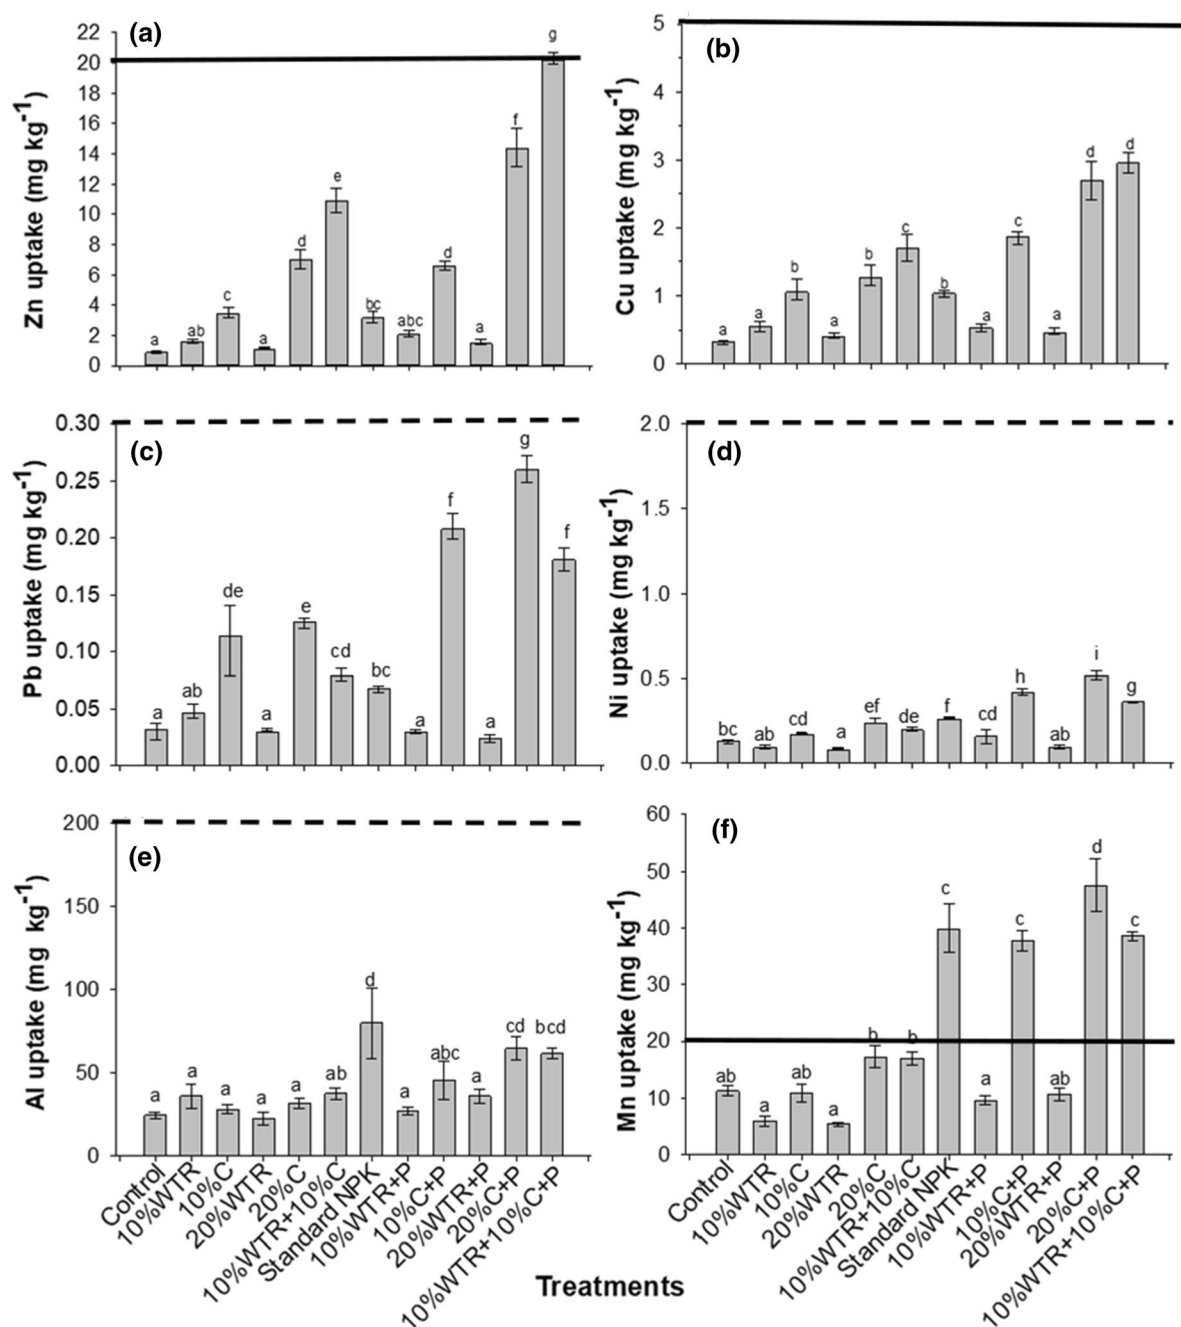 (a)
Zn uptake (mg kg-1)
22
20
18
16
14
12
10
8
6
4
2
0
a
ab
c
a
d
e
bc
abc
d
a
f
g
(b)
Cu uptake (mg kg-1)
5
4
3
2
1
0
a
a
b
a
b
c
b
a
c
a
d
d
(c)
Pb uptake (mg kg-1)
0.30
0.25
0.20
0.15
0.10
0.05
0.00
a
ab
de
a
e
cd
bc
a
f
a
g
f
(d)
Ni uptake (mg kg-1)
2.0
1.5
1.0
0.5
0.0
bc
ab
cd
a
ef
de
f
cd
h
ab
i
g
(e)
Al uptake (mg kg-1)
200
150
100
50
0
a
a
a
a
a
ab
d
a
abc
a
cd
bcd
Control
10%WTR
10%C
20%WTR
20%C
10%WTR+10%C
Standard NPK
10%WTR+P
10%C+P
20%WTR+P
20%C+P
10%WTR+10%C+P
(f)
Mn uptake (mg kg-1)
60
50
40
30
20
10
0
ab
a
ab
a
b
b
c
a
c
ab
d
c
Control
10%WTR
10%C
20%WTR
20%C
10%WTR+10%C
Standard NPK
10%WTR+P
10%C+P
20%WTR+P
20%C+P
10%WTR+10%C+P
Treatments